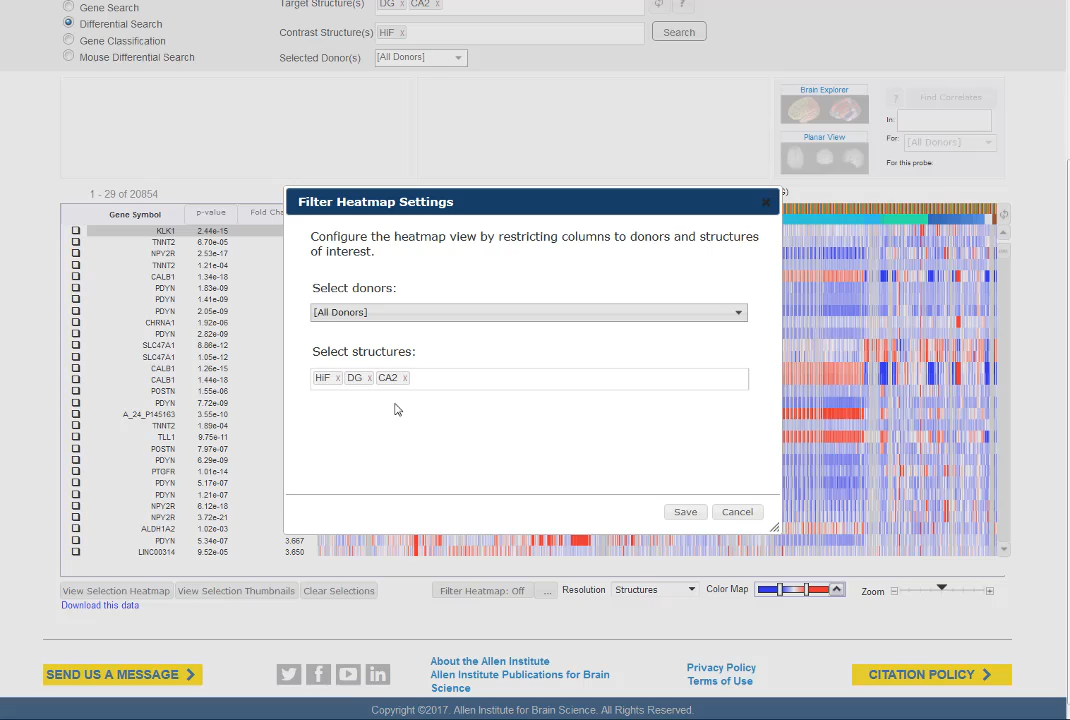 Gene Search
Target Structure(s) DG x CA2 x ?
Differential Search
Contrast Structure(s) HIF x Search
Gene Classification
Mouse Differential Search
Selected Donor(s) [All Donors]
Brain Explorer
? Find Correlates
In:
Planar View
For: [All Donors]
For this probe:
1 - 29 of 20854
Gene Symbol p-value Fold Cha
Filter Heatmap Settings x
Configure the heatmap view by restricting columns to donors and structures
of interest.
Select donors:
[All Donors]
Select structures:
HIF x DG x CA2 x
Save Cancel
KLK1 2.44e-15
TNNT2 6.70e-05
NPY2R 2.53e-17
TNNT2 1.21e-04
CALB1 1.34e-18
PDYN 1.83e-09
PDYN 1.41e-09
PDYN 2.05e-09
CHRNA1 1.92e-06
PDYN 2.82e-09
SLC47A1 8.86e-12
SLC47A1 1.05e-12
CALB1 1.26e-15
CALB1 1.44e-18
POSTN 1.55e-06
PDYN 7.72e-09
A_24_P145163 3.55e-10
TNNT2 1.89e-04
TLL1 9.75e-11
POSTN 7.97e-07
PDYN 6.29e-09
PTGFR 1.01e-14
PDYN 5.17e-07
PDYN 1.21e-07
NPY2R 6.12e-18
NPY2R 3.72e-21
ALDH1A2 1.02e-03
PDYN 5.34e-07 3.667
LINC00314 9.52e-05 3.650
View Selection Heatmap View Selection Thumbnails Clear Selections Filter Heatmap: Off ... Resolution Structures Color Map Zoom
Download this data
SEND US A MESSAGE
About the Allen Institute
Allen Institute Publications for Brain
Science
Privacy Policy
Terms of Use
CITATION POLICY
Copyright ©2017. Allen Institute for Brain Science. All Rights Reserved.